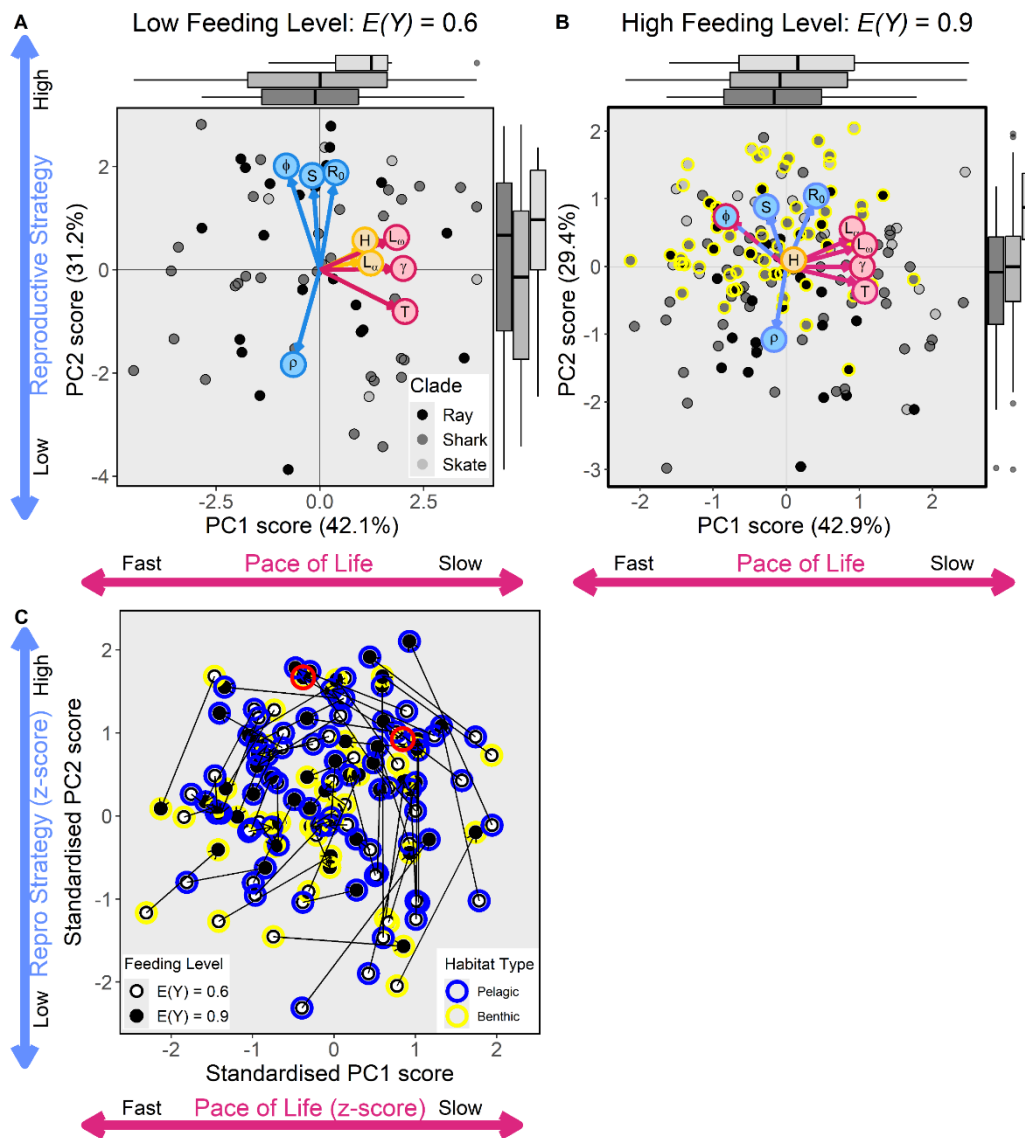 A
Low Feeding Level: E(Y) = 0.6
High
Reproductive Strategy
Low
PC2 score (31.2%)
2
0
-2
-4
ϕ
S
R₀
H
Lω
Lα
γ
T
ρ
Clade
Ray
Shark
Skate
-2.5
0.0
2.5
PC1 score (42.1%)
Fast
Pace of Life
Slow
B
High Feeding Level: E(Y) = 0.9
PC2 score (29.4%)
2
1
0
-1
-2
-3
ϕ
S
R₀
Lα
Lω
H
γ
T
ρ
-2
-1
0
1
2
PC1 score (42.9%)
Fast
Pace of Life
Slow
C
High
Repro Strategy (z-score)
Low
Standardised PC2 score
2
1
0
-1
-2
Feeding Level
E(Y) = 0.6
E(Y) = 0.9
Habitat Type
Pelagic
Benthic
-2
-1
0
1
2
Standardised PC1 score
Fast
Pace of Life (z-score)
Slow